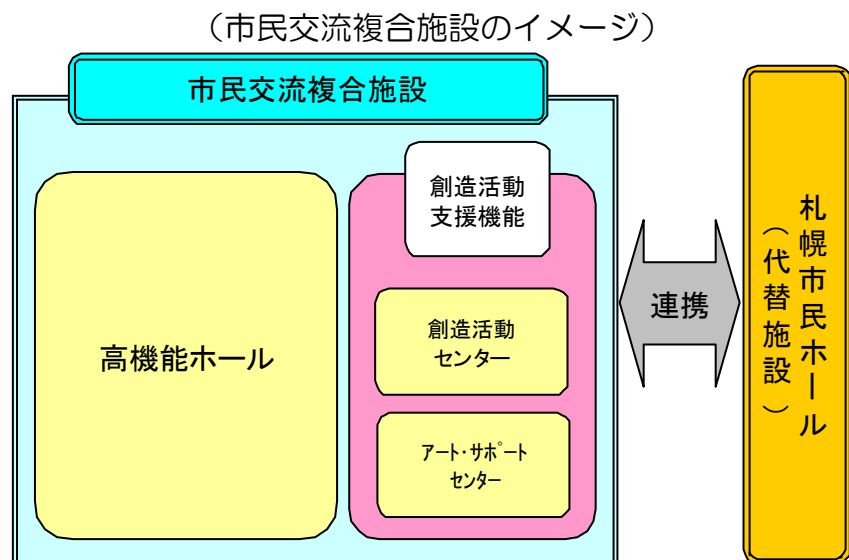 （市民交流複合施設のイメージ）
市民交流複合施設
高機能ホール
創造活動
支援機能
創造活動
センター
アート・サポート
センター
連携
札幌市民ホール
（代替施設）